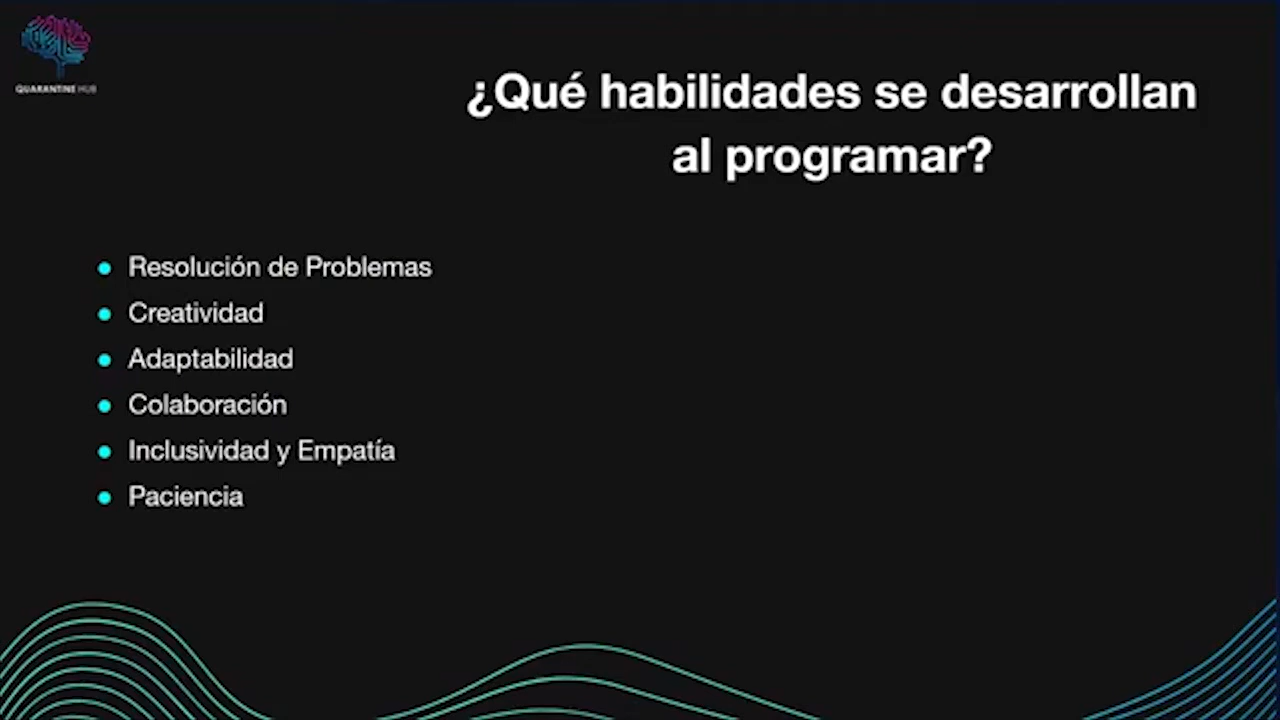 QUARANTINE HUB
¿Qué habilidades se desarrollan
al programar?
Resolución de Problemas
Creatividad
Adaptabilidad
Colaboración
Inclusividad y Empatía
Paciencia